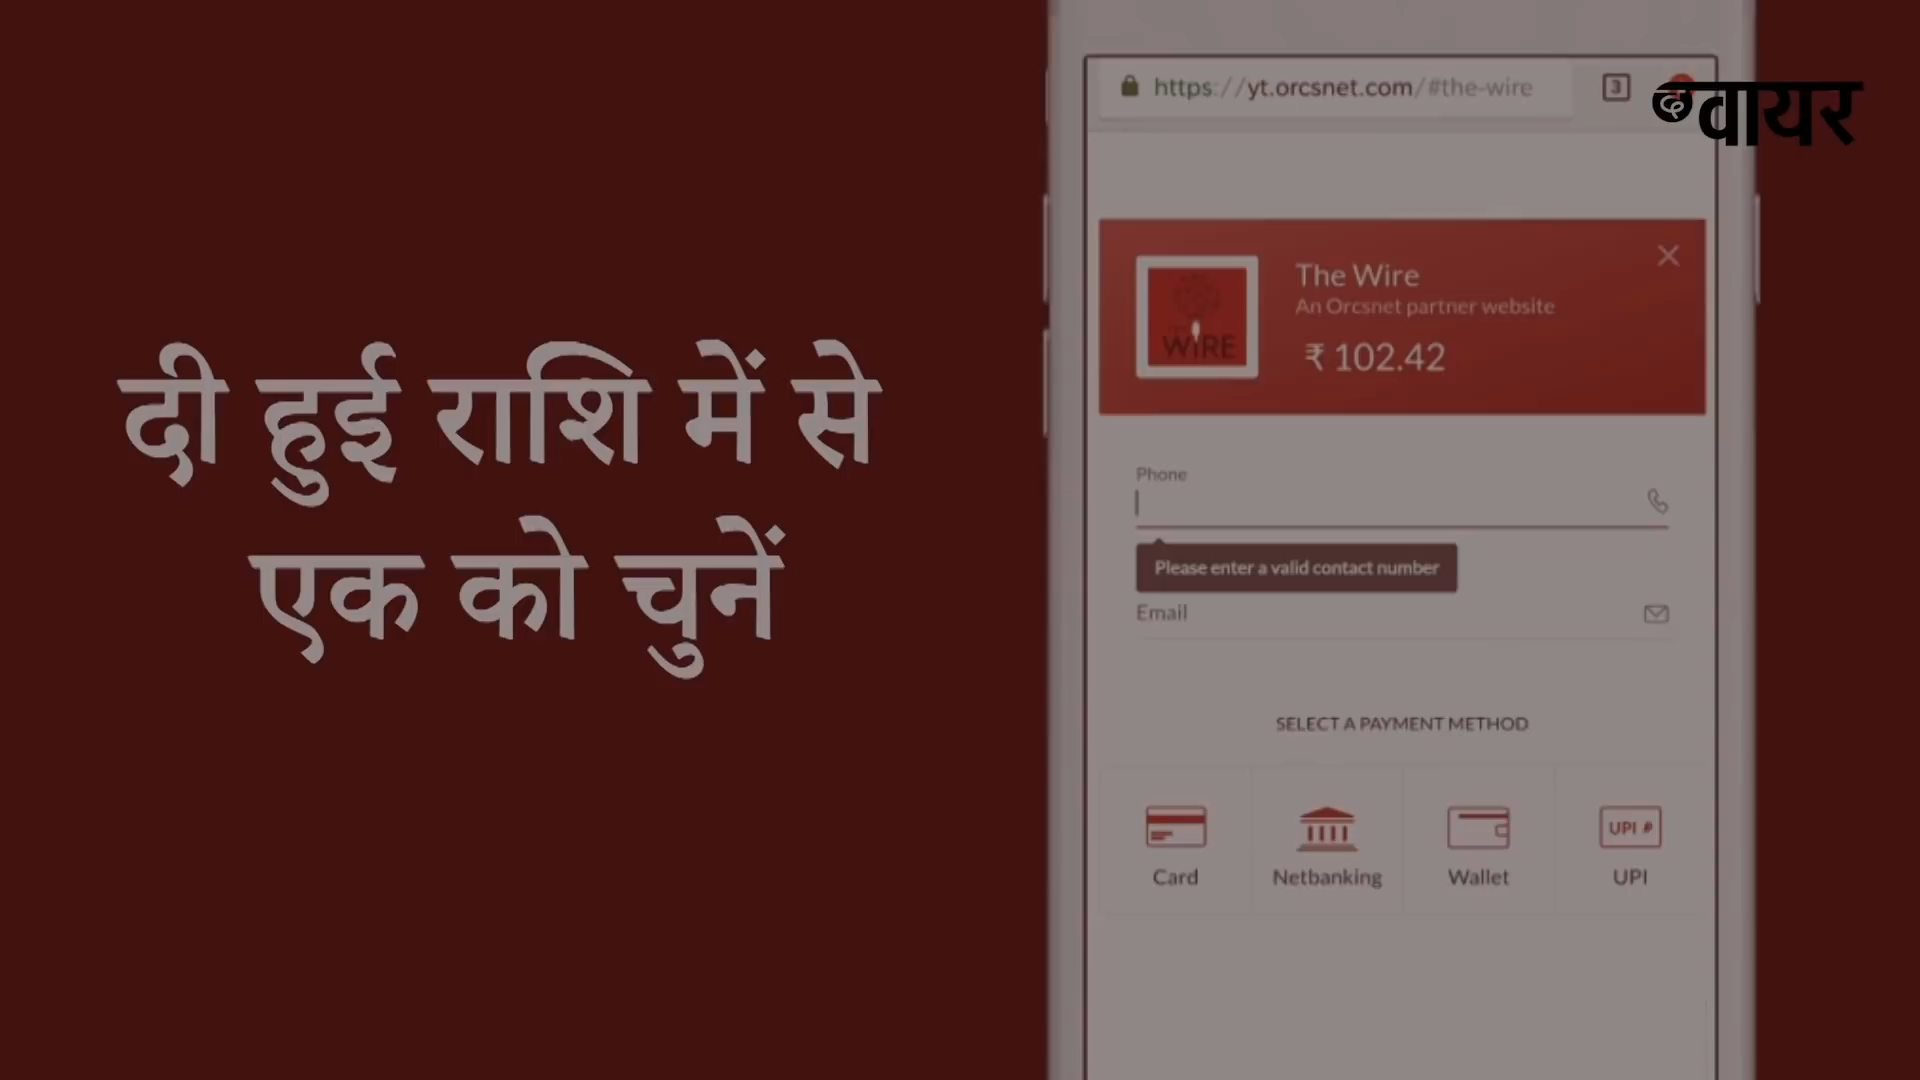 दी हुई राशि में से
एक को चुनें
https://yt.orcsnet.com/#the-wire
3
द वायर
The Wire
An Orcsnet partner website
₹ 102.42
WIRE
Phone
Please enter a valid contact number
Email
SELECT A PAYMENT METHOD
UPI
Card
Netbanking
Wallet
UPI